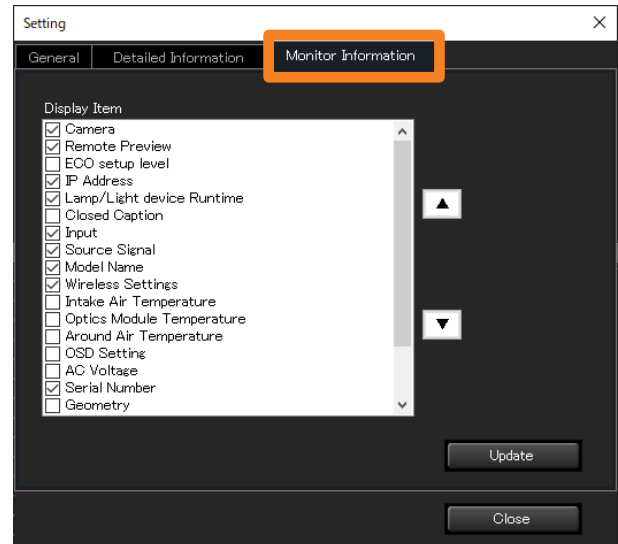 Setting
General
Detailed Information
Monitor Information
Display Item
Camera
Remote Preview
ECO setup level
IP Address
Lamp/Light device Runtime
Closed Caption
Input
Source Signal
Model Name
Wireless Settings
Intake Air Temperature
Optics Module Temperature
Around Air Temperature
OSD Setting
AC Voltage
Serial Number
Geometry
Update
Close